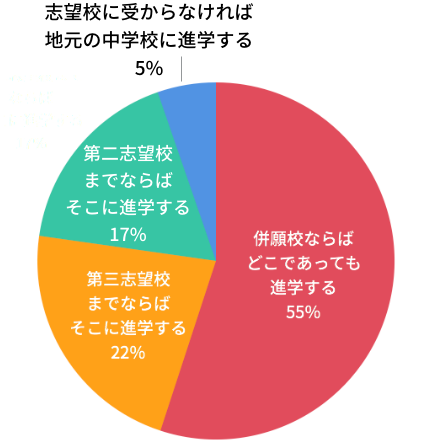 志望校に受からなければ
地元の中学校に進学する
5%
第二志望校
までならば
そこに進学する
17%
併願校ならば
どこであっても
進学する
55%
第三志望校
までならば
そこに進学する
22%